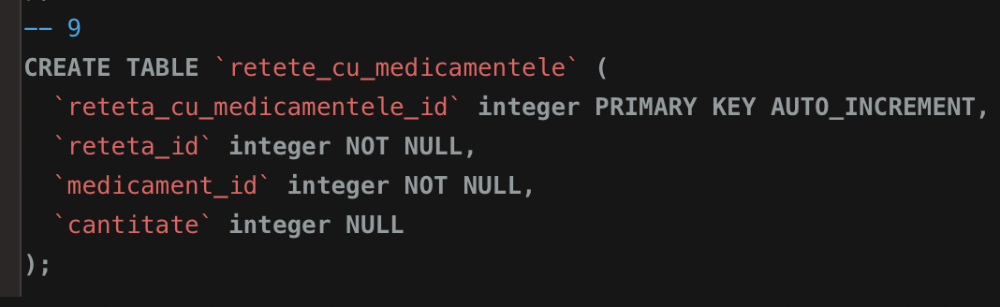 -- 9
CREATE TABLE `retete_cu_medicamentele` (
  `reteta_cu_medicamentele_id` integer PRIMARY KEY AUTO_INCREMENT,
  `reteta_id` integer NOT NULL,
  `medicament_id` integer NOT NULL,
  `cantitate` integer NULL
);